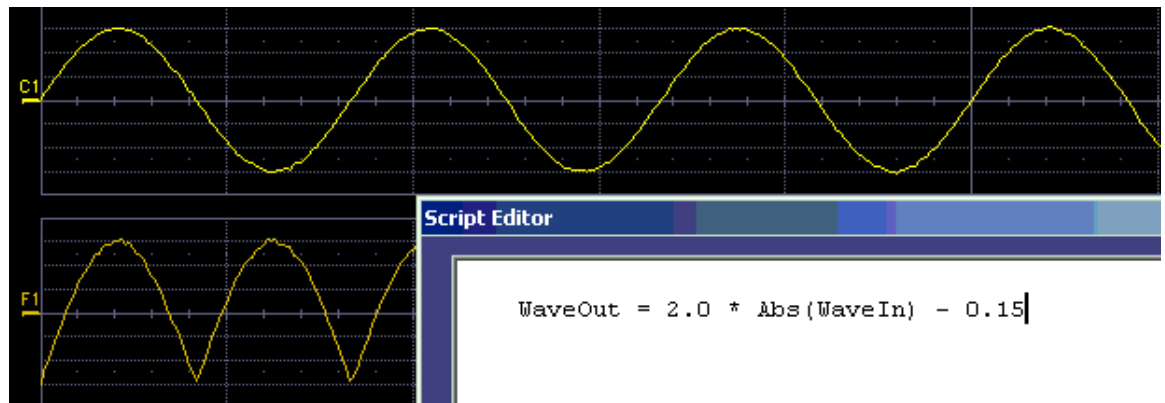 C1
Script Editor
F1
WaveOut = 2.0 * Abs(WaveIn) - 0.15